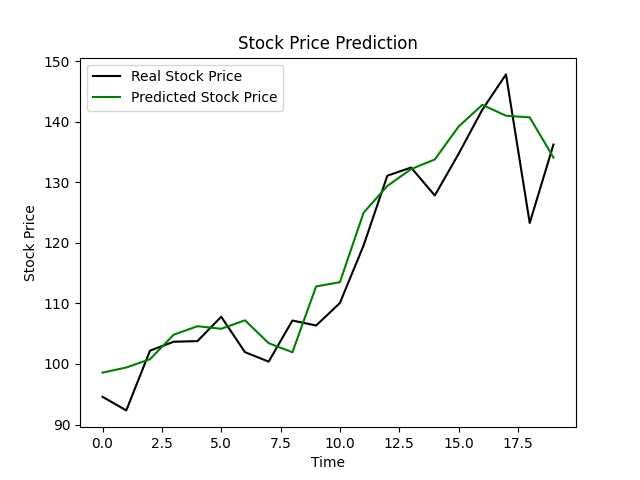 Stock Price Prediction
Real Stock Price
Predicted Stock Price
Stock Price
150
140
130
120
110
100
90
0.0 2.5 5.0 7.5 10.0 12.5 15.0 17.5
Time